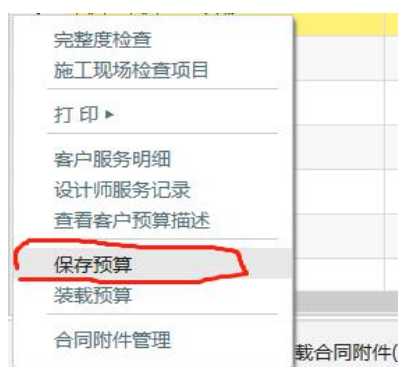 完整度检查
施工现场检查项目
打 印 ▸
客户服务明细
设计师服务记录
查看客户预算描述
保存预算
装载预算
合同附件管理
载合同附件(